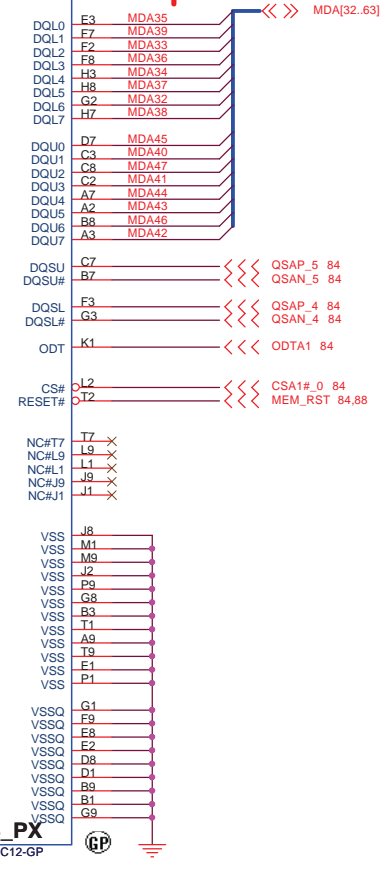 MDA[32..63]
DQL0 E3 MDA35
DQL1 F7 MDA39
DQL2 F2 MDA33
DQL3 F8 MDA36
DQL4 H3 MDA34
DQL5 H8 MDA37
DQL6 G2 MDA32
DQL7 H7 MDA38
DQU0 D7 MDA45
DQU1 C3 MDA40
DQU2 C8 MDA47
DQU3 C2 MDA41
DQU4 A7 MDA44
DQU5 A2 MDA43
DQU6 B8 MDA46
DQU7 A3 MDA42
DQSU C7 QSAP_5 84
DQSU# B7 QSAN_5 84
DQSL F3 QSAP_4 84
DQSL# G3 QSAN_4 84
ODT K1 ODTA1 84
CS# L2 CSA1#_0 84
RESET# T2 MEM_RST 84,88
NC#T7 T7
NC#L9 L9
NC#L1 L1
NC#J9 J9
NC#J1 J1
VSS J8
VSS M1
VSS M9
VSS J2
VSS P9
VSS G8
VSS B3
VSS T1
VSS A9
VSS T9
VSS E1
VSS P1
VSSQ G1
VSSQ F9
VSSQ E8
VSSQ E2
VSSQ D8
VSSQ D1
VSSQ B9
VSSQ B1
VSSQ G9
_PX
C12-GP
GP